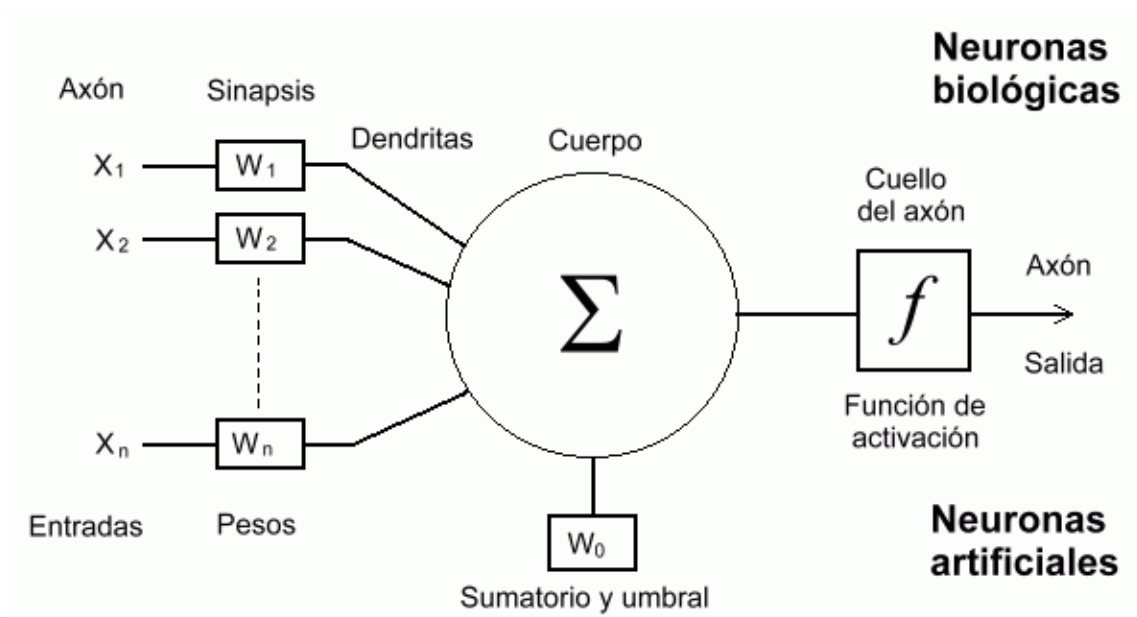 Neuronas
biológicas
Axón
Sinapsis
Dendritas
Cuerpo
Cuello
del axón
X1
W1
X2
W2
Σ
f
Axón
Salida
Función de
activación
Xn
Wn
Entradas
Pesos
W0
Sumatorio y umbral
Neuronas
artificiales